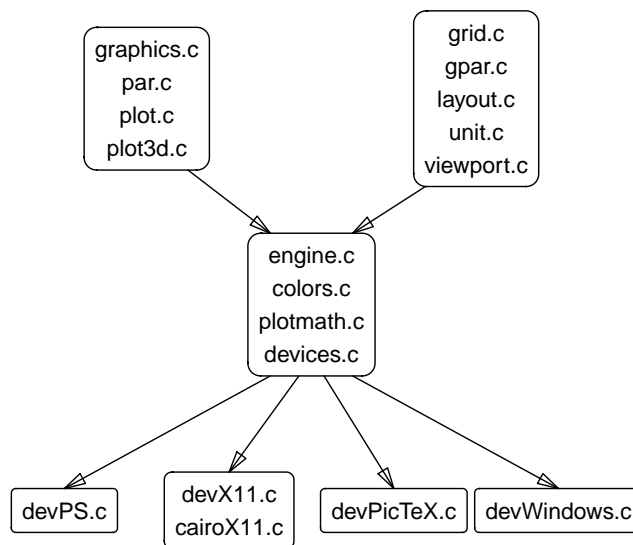 graphics.c
par.c
plot.c
plot3d.c
grid.c
gpar.c
layout.c
unit.c
viewport.c
engine.c
colors.c
plotmath.c
devices.c
devPS.c
devX11.c
cairoX11.c
devPicTeX.c
devWindows.c